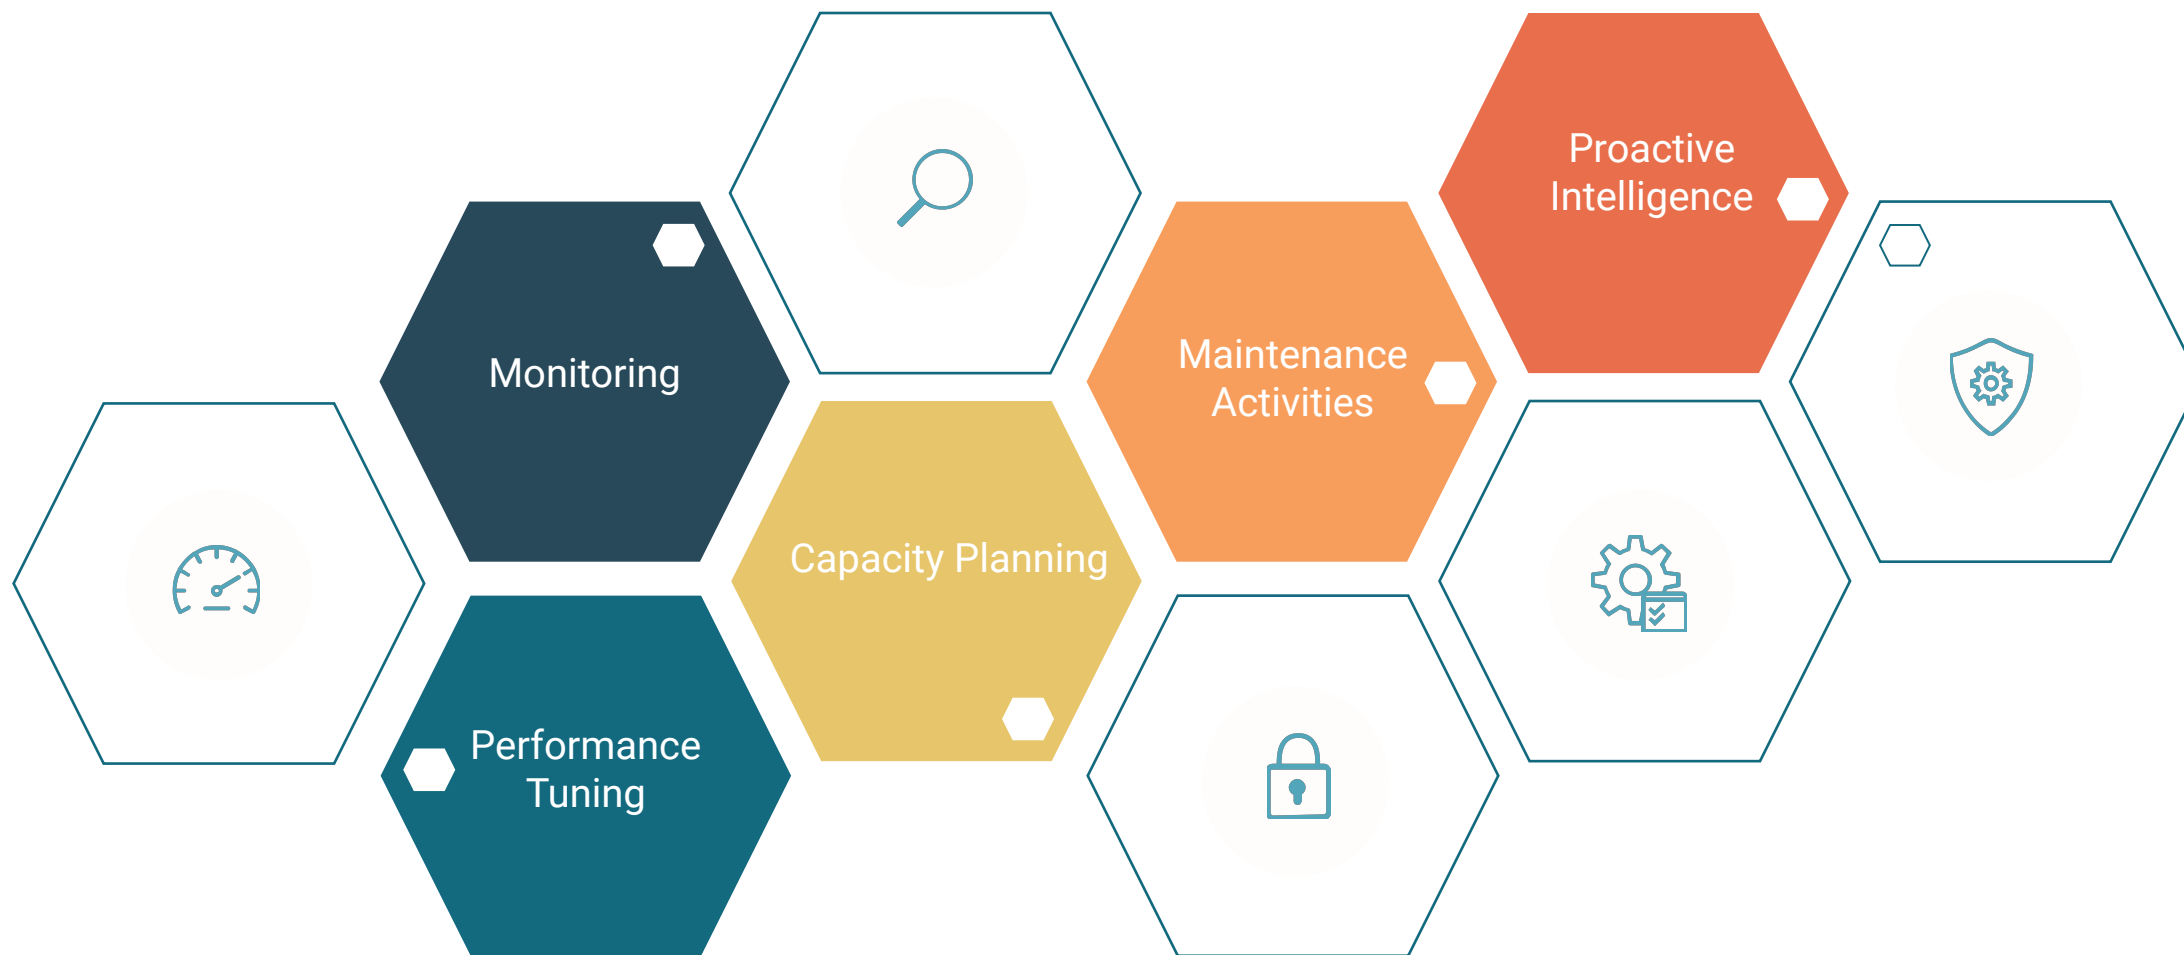 Proactive
Intelligence
Monitoring
Maintenance
Activities
Capacity Planning
Performance
Tuning